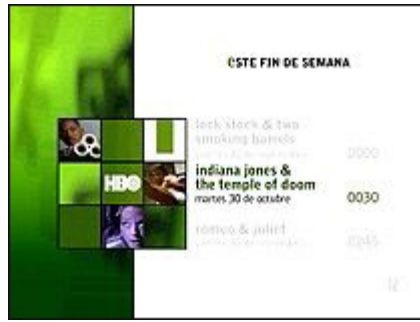 eSTE FIN DE SEMANA
lock stock & two
smoking barrels
0000
HBO
indiana jones &
the temple of doom
martes 30 de octubre
0030
romeo & juliet
0245